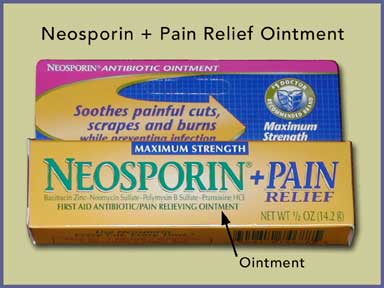 Neosporin + Pain Relief Ointment
NEOSPORIN® ANTIBIOTIC OINTMENT
#1 DOCTOR
RECOMMENDED BRAND
Soothes painful cuts,
scrapes and burns
while preventing infection
Maximum
Strength
MAXIMUM STRENGTH
NEOSPORIN® + PAIN
RELIEF
Bacitracin Zinc-Neomycin Sulfate-Polymyxin B Sulfate-Pramoxine HCl
FIRST AID ANTIBIOTIC/PAIN RELIEVING OINTMENT
NET WT ½ OZ (14.2 g)
Ointment